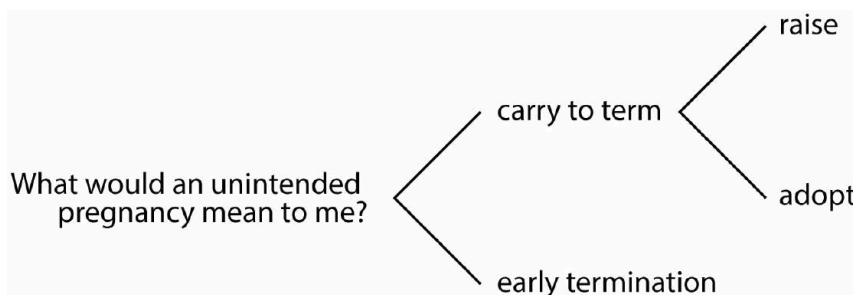 raise
carry to term
What would an unintended
pregnancy mean to me?
adopt
early termination